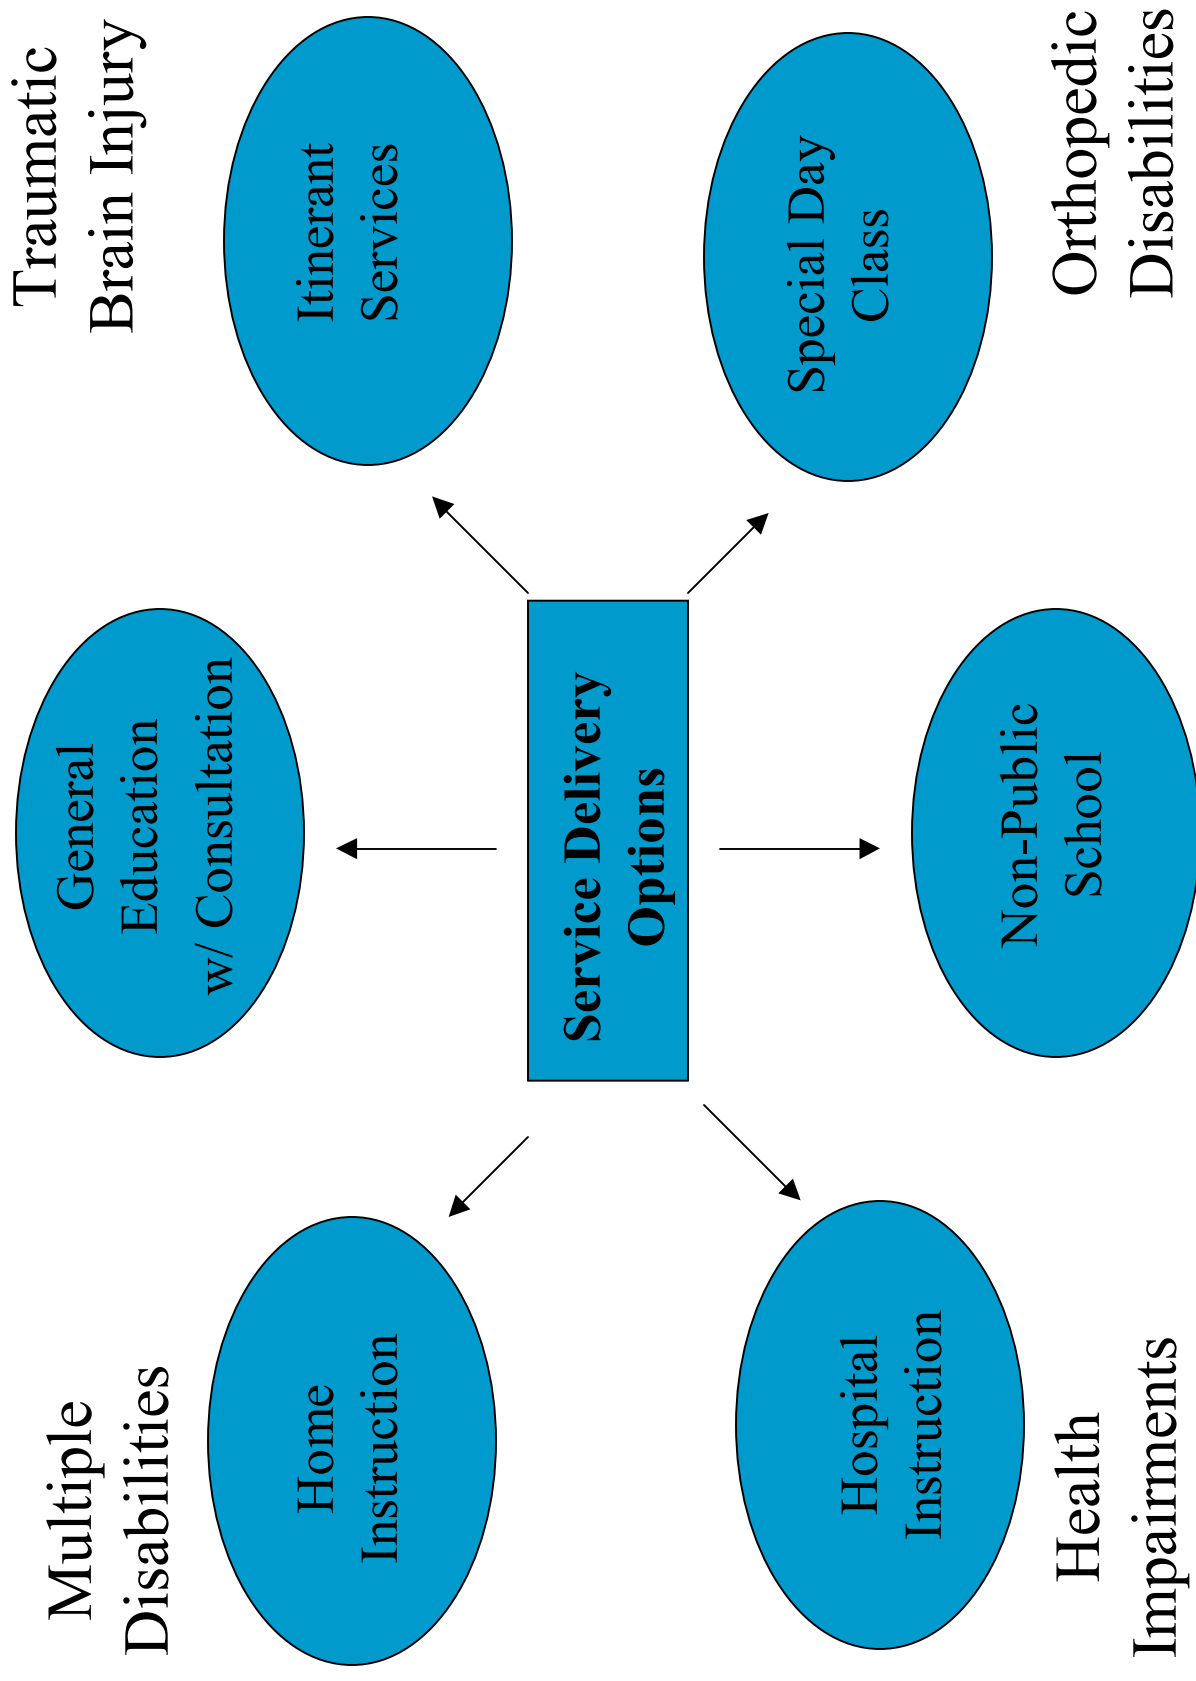 Multiple
Disabilities
Traumatic
Brain Injury
General
Education
w/ Consultation
Home
Instruction
Itinerant
Services
Service Delivery
Options
Hospital
Instruction
Special Day
Class
Non-Public
School
Health
Impairments
Orthopedic
Disabilities